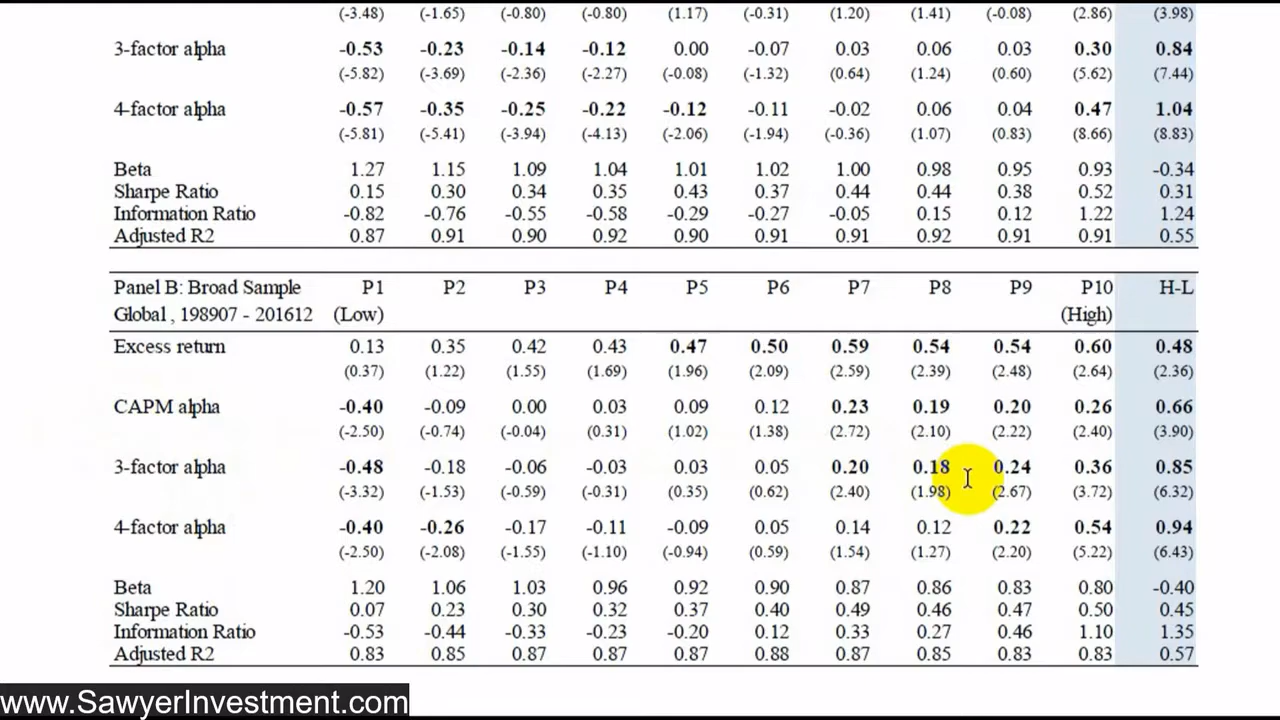 (-3.48) (-1.65) (-0.80) (-0.80) (1.17) (-0.31) (1.20) (1.41) (-0.08) (2.86) (3.98)
3-factor alpha -0.53 -0.23 -0.14 -0.12 0.00 -0.07 0.03 0.06 0.03 0.30 0.84
(-5.82) (-3.69) (-2.36) (-2.27) (-0.08) (-1.32) (0.64) (1.24) (0.60) (5.62) (7.44)
4-factor alpha -0.57 -0.35 -0.25 -0.22 -0.12 -0.11 -0.02 0.06 0.04 0.47 1.04
(-5.81) (-5.41) (-3.94) (-4.13) (-2.06) (-1.94) (-0.36) (1.07) (0.83) (8.66) (8.83)
Beta 1.27 1.15 1.09 1.04 1.01 1.02 1.00 0.98 0.95 0.93 -0.34
Sharpe Ratio 0.15 0.30 0.34 0.35 0.43 0.37 0.44 0.44 0.38 0.52 0.31
Information Ratio -0.82 -0.76 -0.55 -0.58 -0.29 -0.27 -0.05 0.15 0.12 1.22 1.24
Adjusted R2 0.87 0.91 0.90 0.92 0.90 0.91 0.91 0.92 0.91 0.91 0.55
Panel B: Broad Sample P1 P2 P3 P4 P5 P6 P7 P8 P9 P10 H-L
Global , 198907 - 201612 (Low) (High)
Excess return 0.13 0.35 0.42 0.43 0.47 0.50 0.59 0.54 0.54 0.60 0.48
(0.37) (1.22) (1.55) (1.69) (1.96) (2.09) (2.59) (2.39) (2.48) (2.64) (2.36)
CAPM alpha -0.40 -0.09 0.00 0.03 0.09 0.12 0.23 0.19 0.20 0.26 0.66
(-2.50) (-0.74) (-0.04) (0.31) (1.02) (1.38) (2.72) (2.10) (2.22) (2.40) (3.90)
3-factor alpha -0.48 -0.18 -0.06 -0.03 0.03 0.05 0.20 0.18 0.24 0.36 0.85
(-3.32) (-1.53) (-0.59) (-0.31) (0.35) (0.62) (2.40) (1.98) (2.67) (3.72) (6.32)
4-factor alpha -0.40 -0.26 -0.17 -0.11 -0.09 0.05 0.14 0.12 0.22 0.54 0.94
(-2.50) (-2.08) (-1.55) (-1.10) (-0.94) (0.59) (1.54) (1.27) (2.20) (5.22) (6.43)
Beta 1.20 1.06 1.03 0.96 0.92 0.90 0.87 0.86 0.83 0.80 -0.40
Sharpe Ratio 0.07 0.23 0.30 0.32 0.37 0.40 0.49 0.46 0.47 0.50 0.45
Information Ratio -0.53 -0.44 -0.33 -0.23 -0.20 0.12 0.33 0.27 0.46 1.10 1.35
Adjusted R2 0.83 0.85 0.87 0.87 0.87 0.88 0.87 0.85 0.83 0.83 0.57
www.SawyerInvestment.com